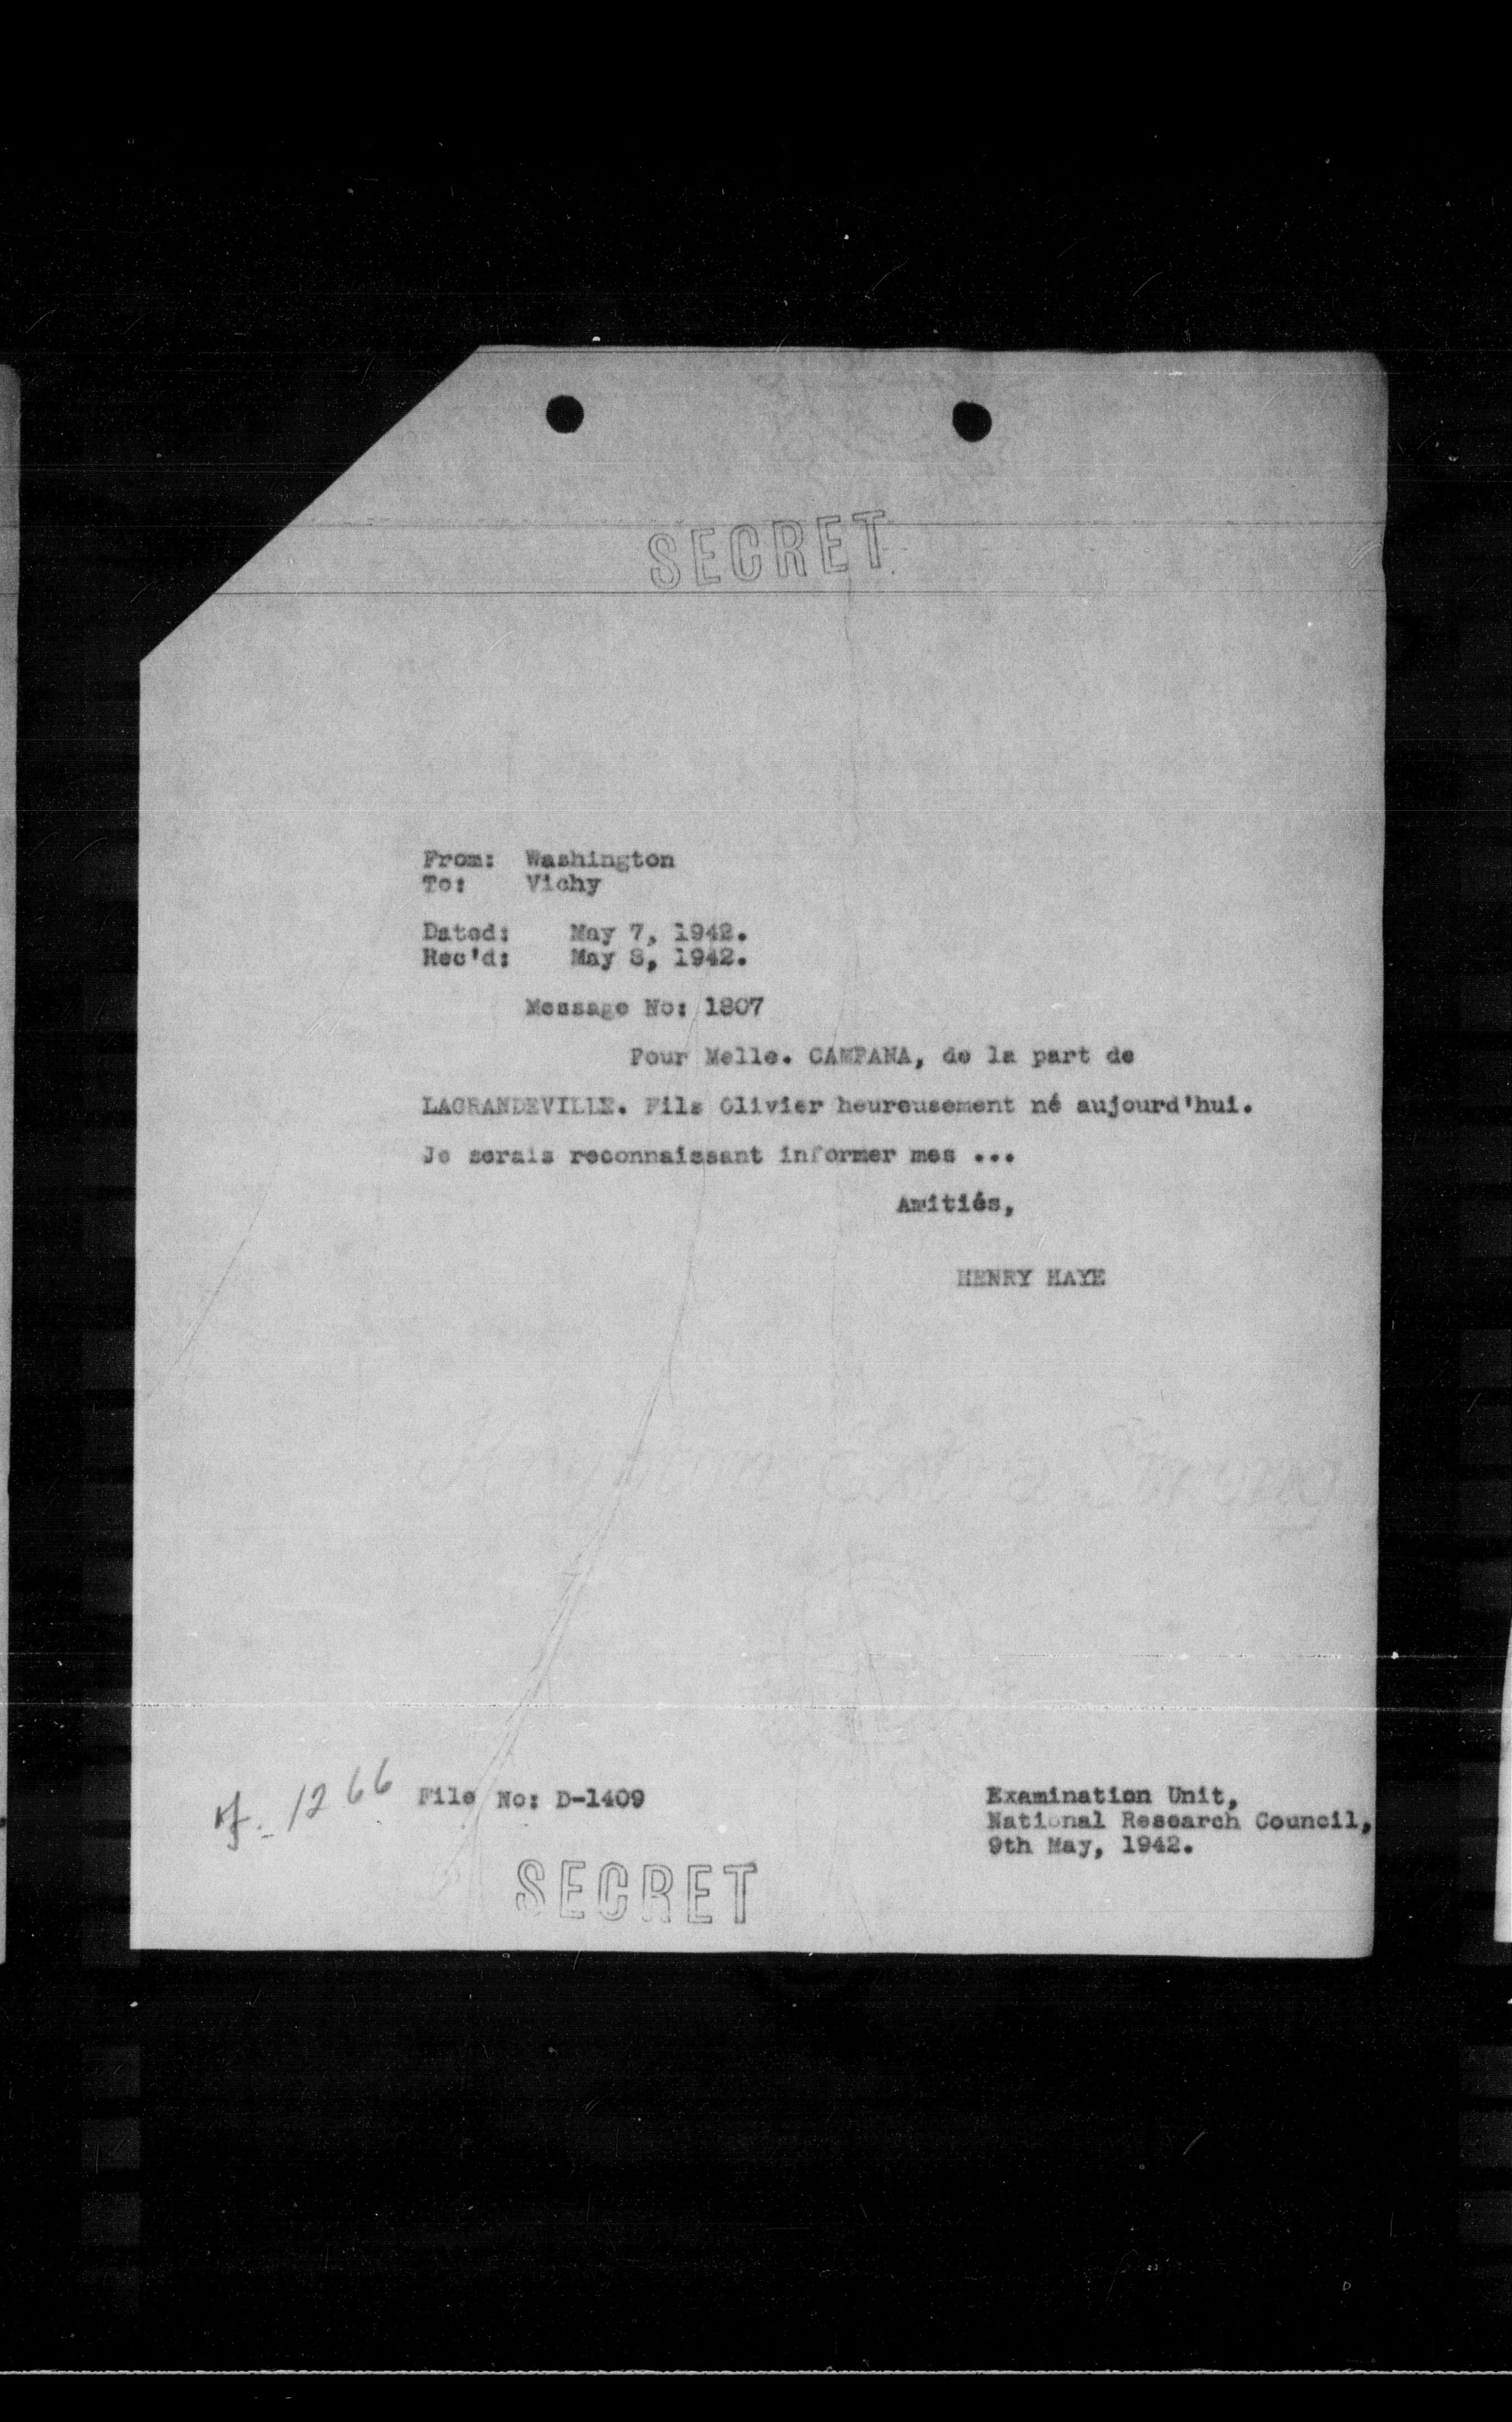 SECRET
From: Washington
To: Vichy
Dated: May 7, 1942.
Rec'd: May 8, 1942.
Message No: 1807
Pour Melle. CAMPANA, de la part de
LAGRANDEVILLE. Fils Olivier heureusement né aujourd'hui.
Je serais reconnaissant informer mes ...
Amitiés,
HENRY HAYE
1266 File No: D-1409
Examination Unit,
National Research Council,
9th May, 1942.
SECRET